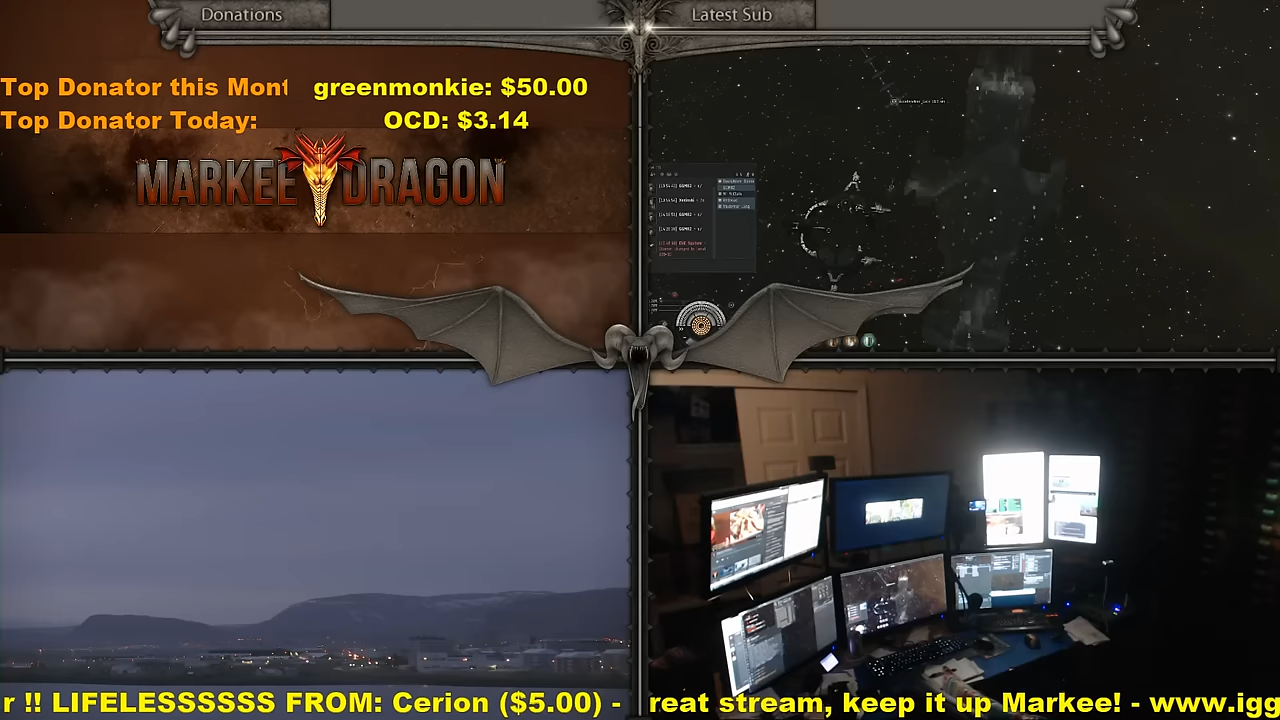 Donations
Latest Sub
Top Donator this Mont
greenmonkie: $50.00
Top Donator Today:
OCD: $3.14
MARKEE DRAGON
r !! LIFELESSSSSS FROM: Cerion ($5.00) -
reat stream, keep it up Markee! - www.igg